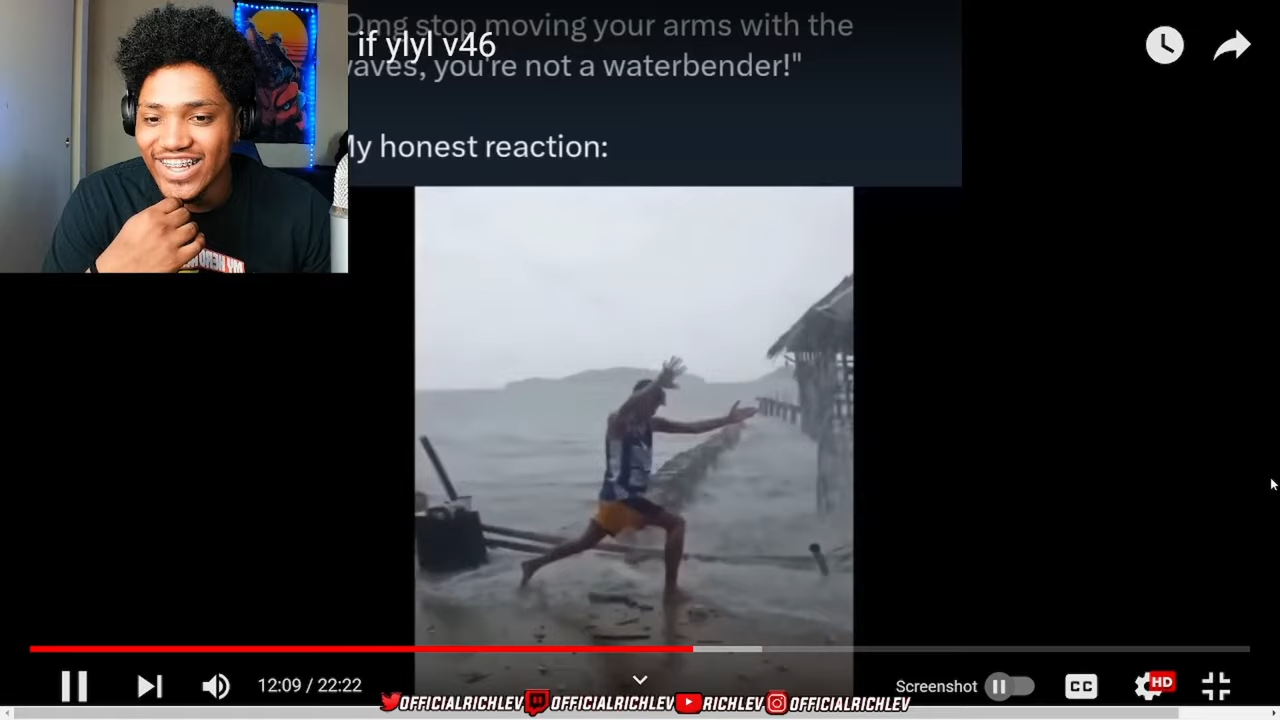 Omg stop moving your arms with the
if ylyl v46
waves, you're not a waterbender!"
My honest reaction:
12:09 / 22:22
Screenshot
CC
HD
OFFICIALRICHLEV OFFICIALRICHLEV RICHLEV OFFICIALRICHLEV